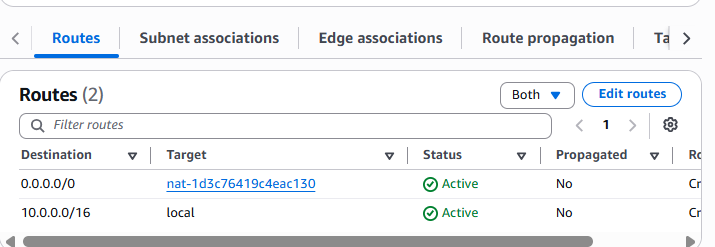 Routes Subnet associations Edge associations Route propagation Ta
Routes (2) Both Edit routes
Filter routes 1
Destination Target Status Propagated Ro
0.0.0.0/0 nat-1d3c76419c4eac130 Active No Cr
10.0.0.0/16 local Active No Cr